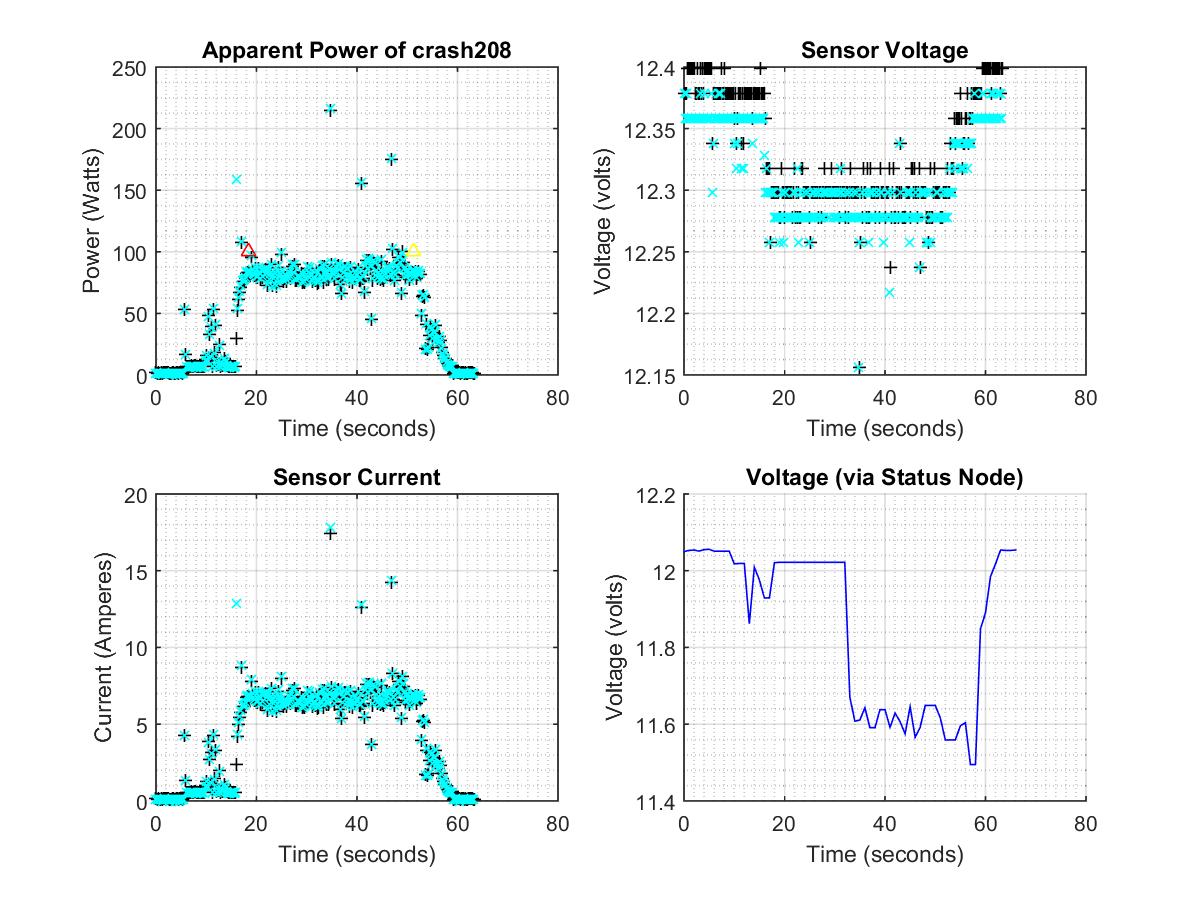 Apparent Power of crash208
250
200
150
100
50
0
Power (Watts)
0 20 40 60 80
Time (seconds)
Sensor Voltage
12.4
12.35
12.3
12.25
12.2
12.15
Voltage (volts)
0 20 40 60 80
Time (seconds)
Sensor Current
20
15
10
5
0
Current (Amperes)
0 20 40 60 80
Time (seconds)
Voltage (via Status Node)
12.2
12
11.8
11.6
11.4
Voltage (volts)
0 20 40 60 80
Time (seconds)